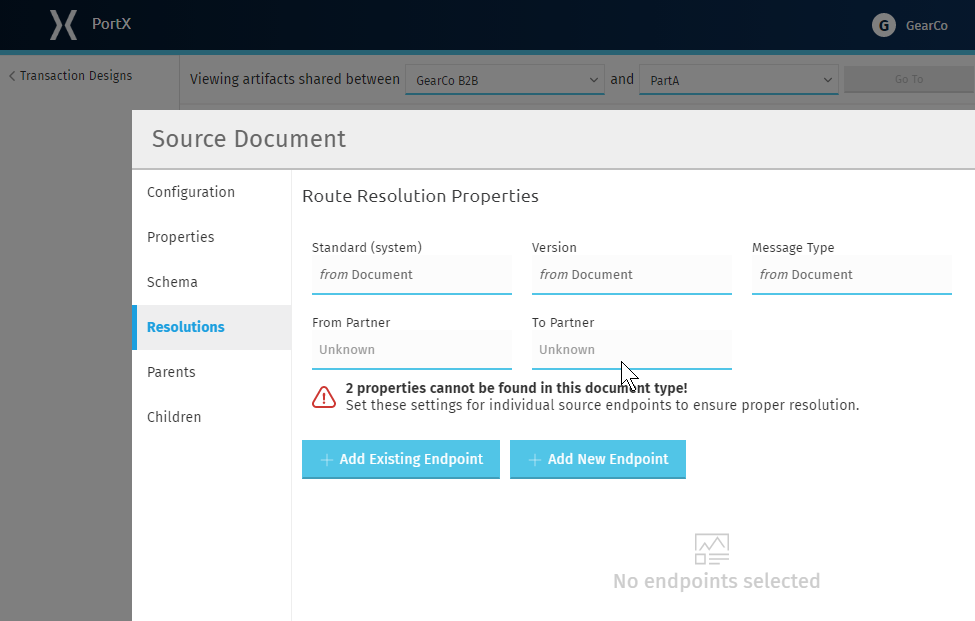 PortX
G GearCo
Transaction Designs
Viewing artifacts shared between GearCo B2B and PartA Go To
Source Document
Configuration
Properties
Schema
Resolutions
Parents
Children
Route Resolution Properties
Standard (system) Version Message Type
from Document from Document from Document
From Partner To Partner
Unknown Unknown
2 properties cannot be found in this document type!
Set these settings for individual source endpoints to ensure proper resolution.
+ Add Existing Endpoint + Add New Endpoint
No endpoints selected